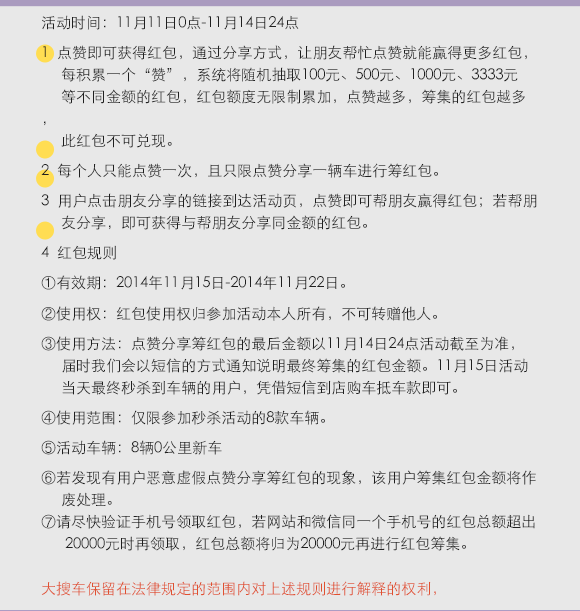 活动时间：11月11日0点-11月14日24点
1 点赞即可获得红包，通过分享方式，让朋友帮忙点赞就能赢得更多红包，
每积累一个“赞”，系统将随机抽取100元、500元、1000元、3333元
等不同金额的红包，红包额度无限制累加，点赞越多，筹集的红包越多
，
此红包不可兑现。
2 每个人只能点赞一次，且只限点赞分享一辆车进行筹红包。
3 用户点击朋友分享的链接到达活动页，点赞即可帮朋友赢得红包；若帮朋
友分享，即可获得与帮朋友分享同金额的红包。
4 红包规则
①有效期：2014年11月15日-2014年11月22日。
②使用权：红包使用权归参加活动本人所有，不可转赠他人。
③使用方法：点赞分享筹红包的最后金额以11月14日24点活动截至为准，
届时我们会以短信的方式通知说明最终筹集的红包金额。11月15日活动
当天最终秒杀到车辆的用户，凭借短信到店购车抵车款即可。
④使用范围：仅限参加秒杀活动的8款车辆。
⑤活动车辆：8辆0公里新车
⑥若发现有用户恶意虚假点赞分享筹红包的现象，该用户筹集红包金额将作
废处理。
⑦请尽快验证手机号领取红包，若网站和微信同一个手机号的红包总额超出
20000元时再领取，红包总额将归为20000元再进行红包筹集。
大搜车保留在法律规定的范围内对上述规则进行解释的权利，